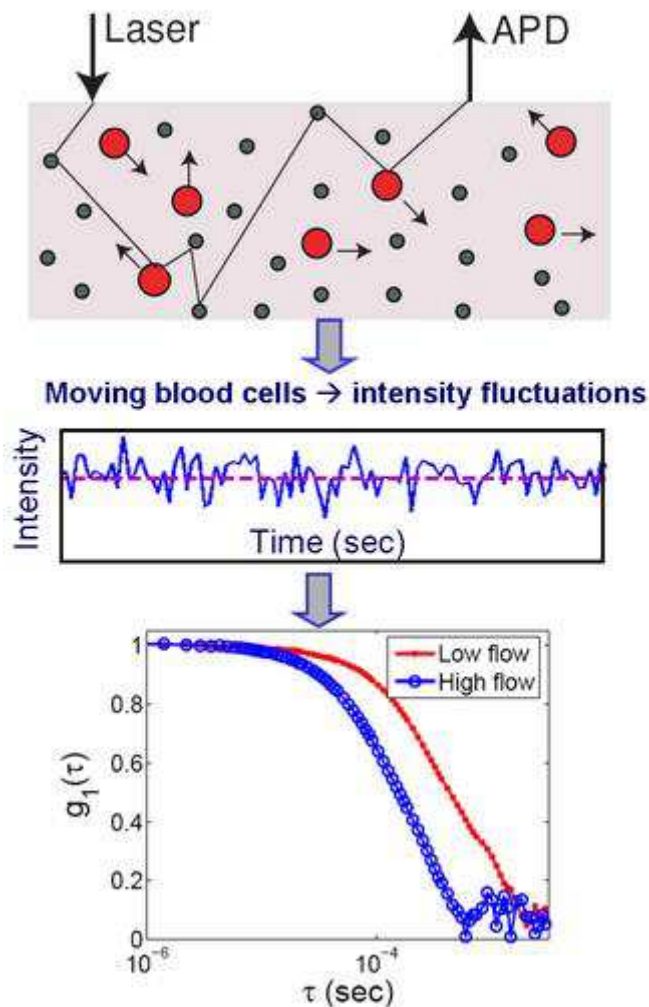 Laser
APD
Moving blood cells → intensity fluctuations
Intensity
Time (sec)
1
0.8
0.6
0.4
0.2
0
g₁(τ)
Low flow
High flow
10⁻⁶
10⁻⁴
τ (sec)